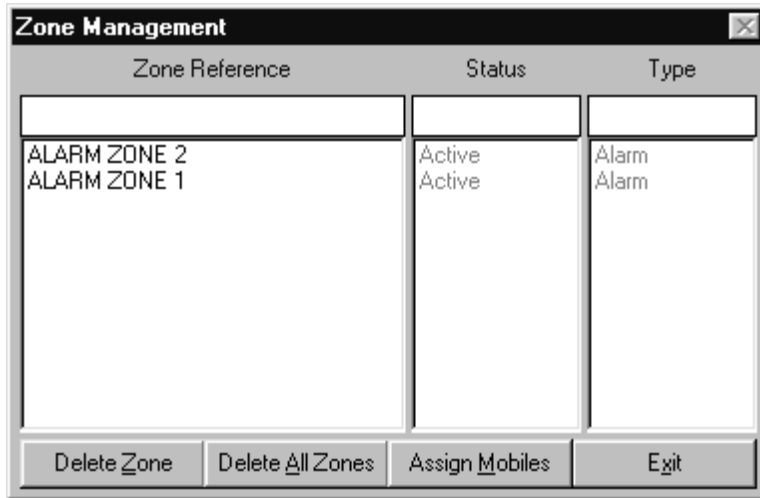 Zone Management
Zone Reference Status Type
ALARM ZONE 2 Active Alarm
ALARM ZONE 1 Active Alarm
Delete Zone Delete All Zones Assign Mobiles Exit